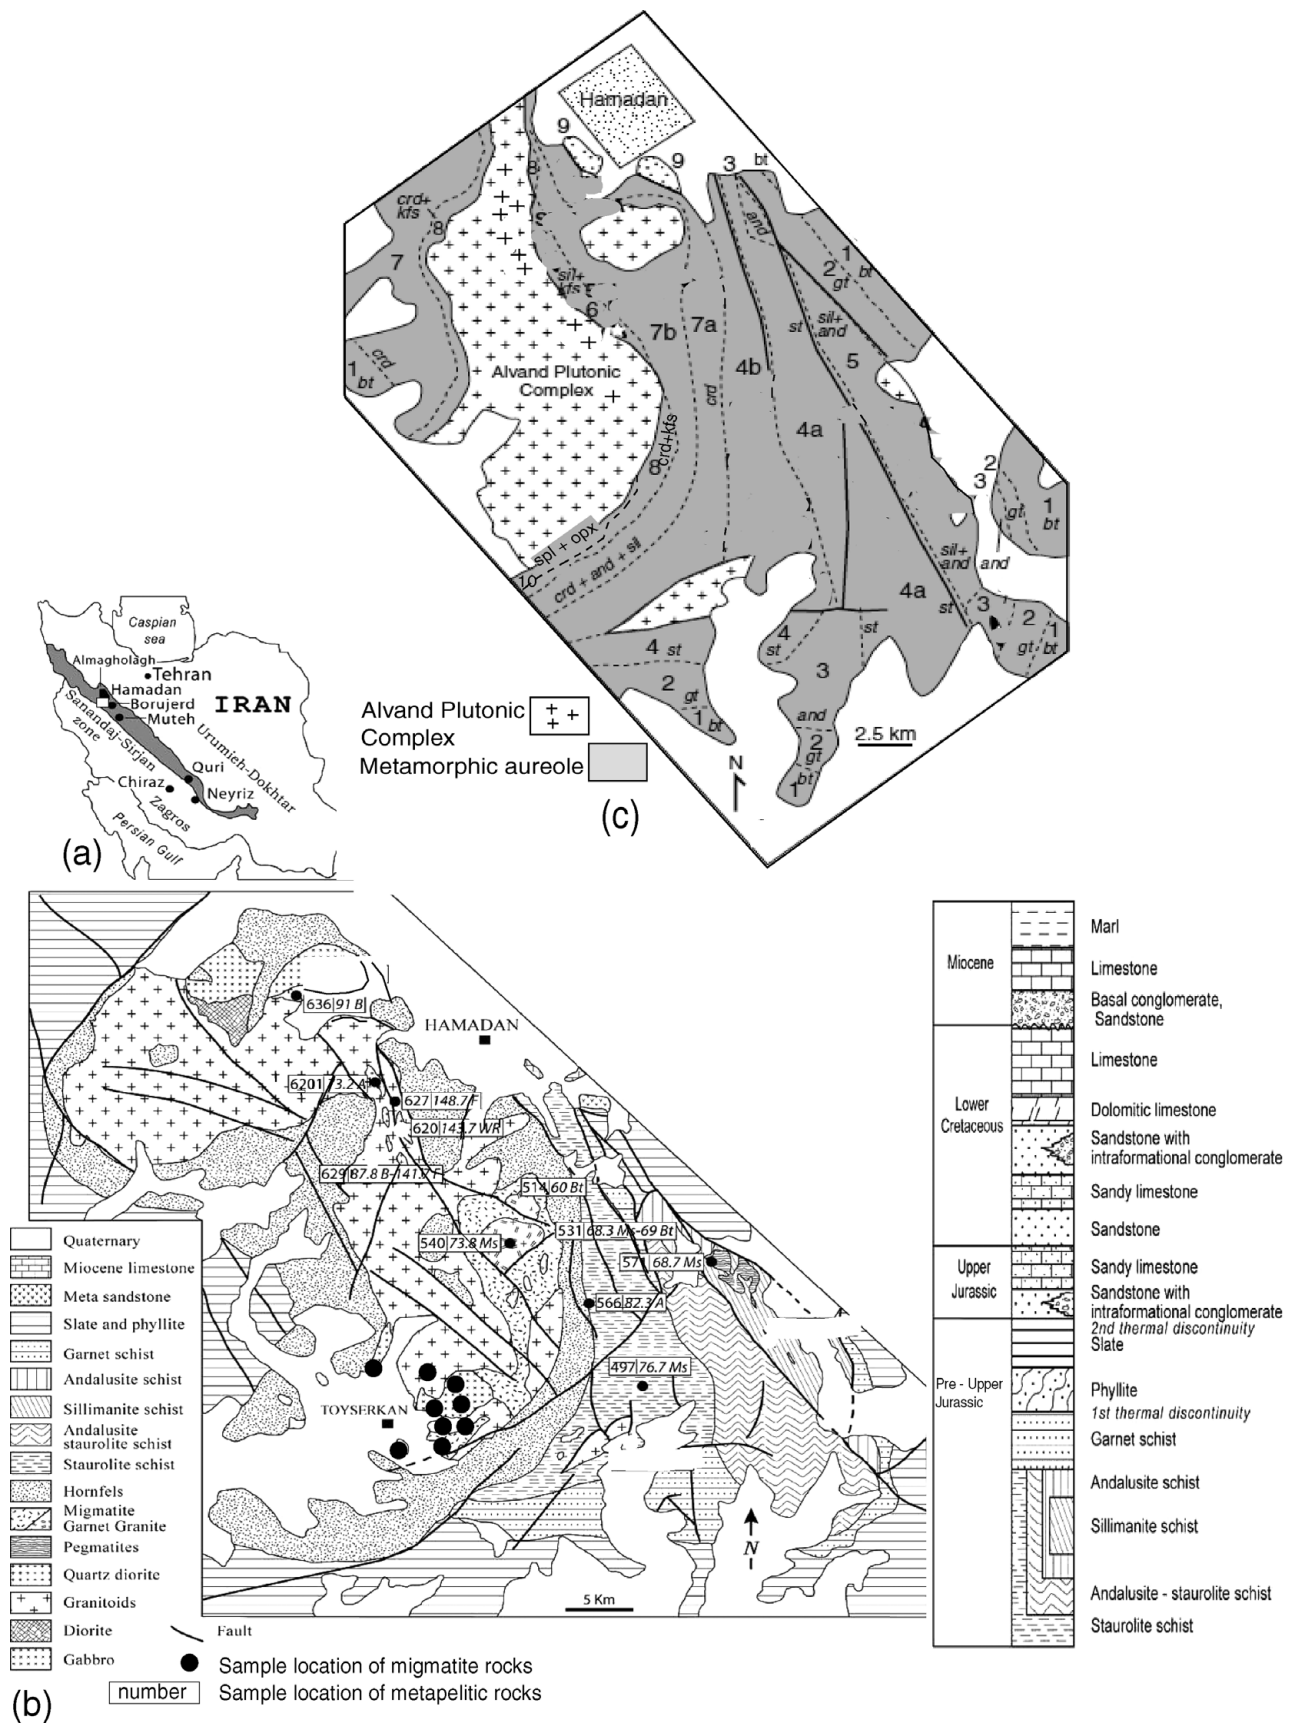 Hamadan
9
9
8
3
bt
crd+
kfs
8
and
9
7
1
2
gt
bt
sil+
kfs
6
7b
7a
st
sil+
and
5
1
crd
bt
4b
Alvand Plutonic
Complex
crd
crd+kfs
4a
8
2
3
1
gt
bt
spl + opx
10
crd + and + sil
sil+
and
and
4a
st
3
2
1
gt
bt
4
st
4
st
st
2
gt
3
1
bt
and
2
gt
bt
1
Alvand Plutonic
Complex
Metamorphic aureole
2.5 km
N
(c)
Caspian
sea
Almagholagh
Tehran
Hamadan
IRAN
Borujerd
Muteh
Sanandaj-Sirjan
zone
Urumieh-Dokhtar
Quri
Chiraz
Neyriz
Zagros
Persian Gulf
(a)
636 91 B
HAMADAN
6201 73.2 A
627 148.7 F
620 143.7 WR
629 87.8 B-141.7 F
514 60 Bt
531 68.3 Ms-69 Bt
540 73.8 Ms
571 68.7 Ms
566 82.3 A
497 76.7 Ms
TOYSERKAN
N
5 Km
Quaternary
Miocene limestone
Meta sandstone
Slate and phyllite
Garnet schist
Andalusite schist
Sillimanite schist
Andalusite
staurolite schist
Staurolite schist
Hornfels
Migmatite
Garnet Granite
Pegmatites
Quartz diorite
Granitoids
Diorite
Gabbro
Fault
Sample location of migmatite rocks
number
Sample location of metapelitic rocks
(b)
Miocene
Marl
Limestone
Basal conglomerate,
Sandstone
Lower
Cretaceous
Limestone
Dolomitic limestone
Sandstone with
intraformational conglomerate
Sandy limestone
Sandstone
Upper
Jurassic
Sandy limestone
Sandstone with
intraformational conglomerate
2nd thermal discontinuity
Pre - Upper
Jurassic
Slate
Phyllite
1st thermal discontinuity
Garnet schist
Andalusite schist
Sillimanite schist
Andalusite - staurolite schist
Staurolite schist